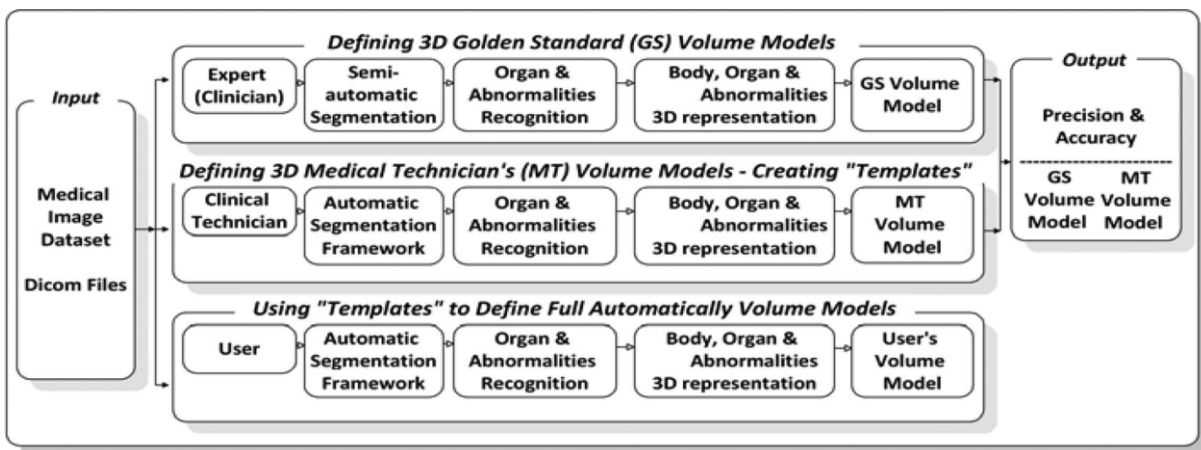 Input
Medical
Image
Dataset
Dicom Files
Defining 3D Golden Standard (GS) Volume Models
Expert
(Clinician)
Semi-
automatic
Segmentation
Organ &
Abnormalities
Recognition
Body, Organ &
Abnormalities
3D representation
GS Volume
Model
Defining 3D Medical Technician's (MT) Volume Models - Creating "Templates"
Clinical
Technician
Automatic
Segmentation
Framework
Organ &
Abnormalities
Recognition
Body, Organ &
Abnormalities
3D representation
MT
Volume
Model
Using "Templates" to Define Full Automatically Volume Models
User
Automatic
Segmentation
Framework
Organ &
Abnormalities
Recognition
Body, Organ &
Abnormalities
3D representation
User's
Volume
Model
Output
Precision &
Accuracy
GS
Volume
Model
MT
Volume
Model